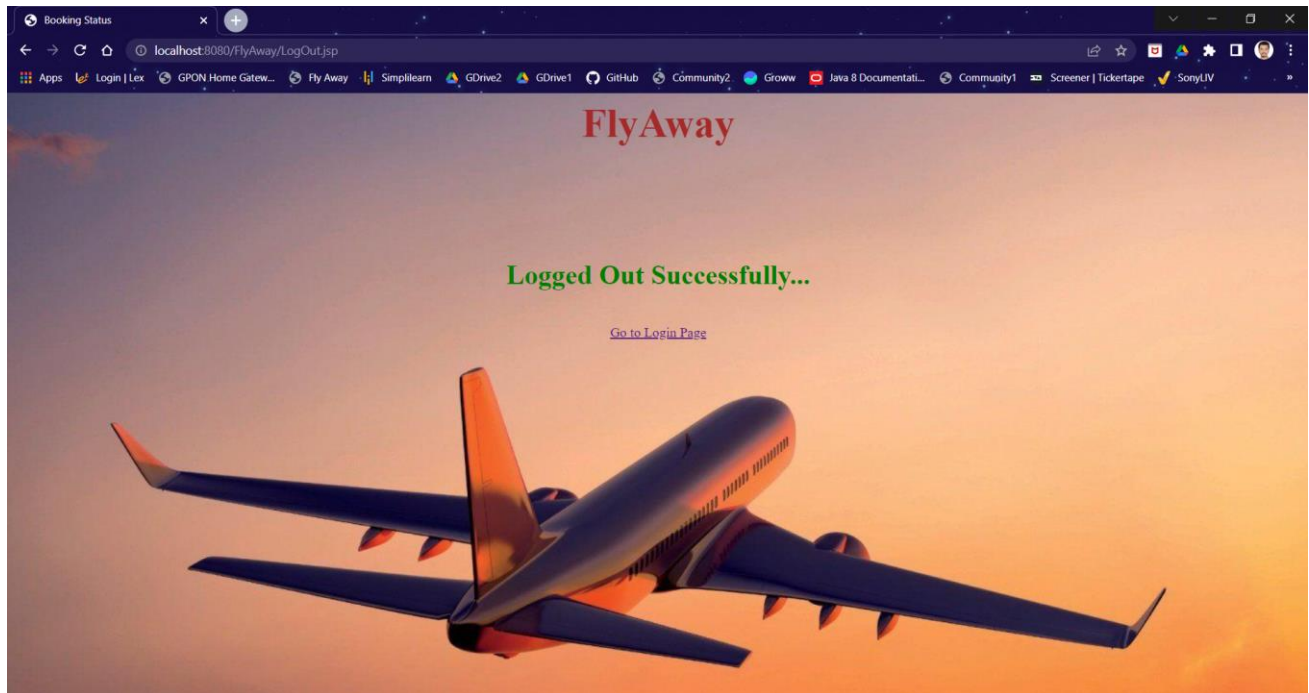 Booking Status
localhost:8080/FlyAway/LogOut.jsp
Apps Login | Lex GPON Home Gatew... Fly Away Simplilearn GDrive2 GDrive1 GitHub Community2 Groww Java 8 Documentati... Community1 Screener | Tickertape SonyLIV »
FlyAway
Logged Out Successfully...
Go to Login Page